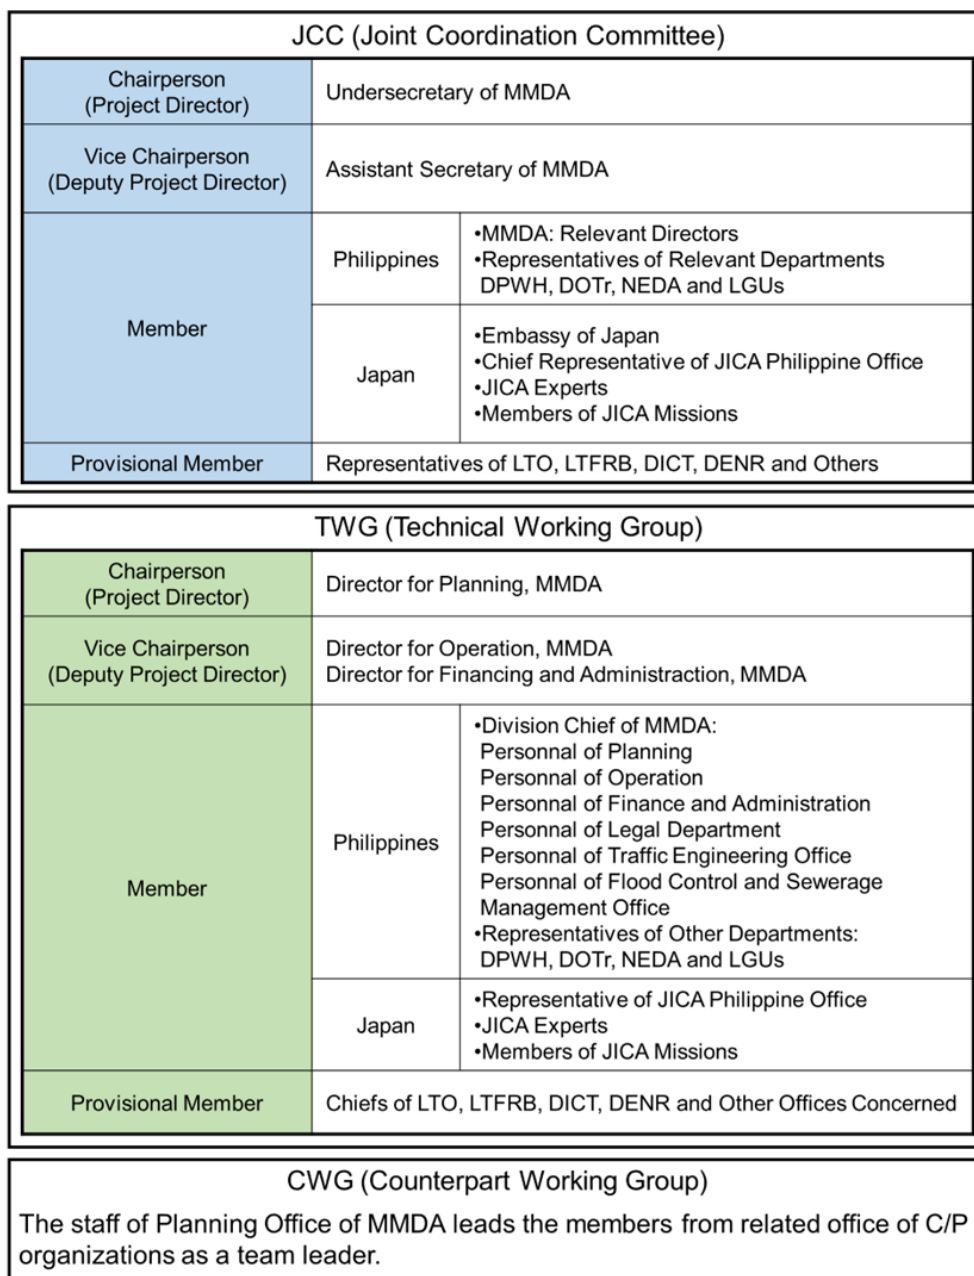 JCC (Joint Coordination Committee)
Chairperson
(Project Director)
Undersecretary of MMDA
Vice Chairperson
(Deputy Project Director)
Assistant Secretary of MMDA
Member
Philippines
•MMDA: Relevant Directors
•Representatives of Relevant Departments
DPWH, DOTr, NEDA and LGUs
Japan
•Embassy of Japan
•Chief Representative of JICA Philippine Office
•JICA Experts
•Members of JICA Missions
Provisional Member
Representatives of LTO, LTFRB, DICT, DENR and Others
TWG (Technical Working Group)
Chairperson
(Project Director)
Director for Planning, MMDA
Vice Chairperson
(Deputy Project Director)
Director for Operation, MMDA
Director for Financing and Administraction, MMDA
Member
Philippines
•Division Chief of MMDA:
Personnal of Planning
Personnal of Operation
Personnal of Finance and Administration
Personnal of Legal Department
Personnal of Traffic Engineering Office
Personnal of Flood Control and Sewerage
Management Office
•Representatives of Other Departments:
DPWH, DOTr, NEDA and LGUs
Japan
•Representative of JICA Philippine Office
•JICA Experts
•Members of JICA Missions
Provisional Member
Chiefs of LTO, LTFRB, DICT, DENR and Other Offices Concerned
CWG (Counterpart Working Group)
The staff of Planning Office of MMDA leads the members from related office of C/P
organizations as a team leader.